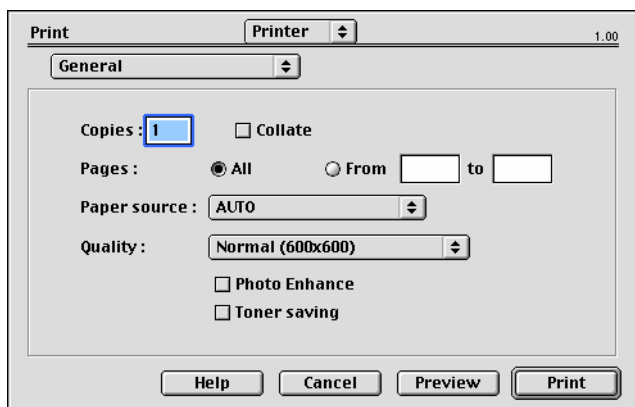 Print Printer 1.00
General
Copies : 1 Collate
Pages : All From to
Paper source : AUTO
Quality : Normal (600x600)
Photo Enhance
Toner saving
Help Cancel Preview Print